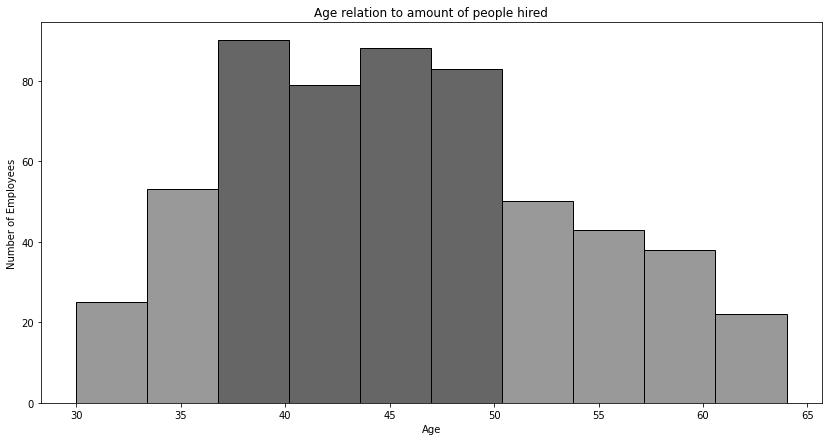 Age relation to amount of people hired
Number of Employees
80
60
40
20
0
30 35 40 45 50 55 60 65
Age